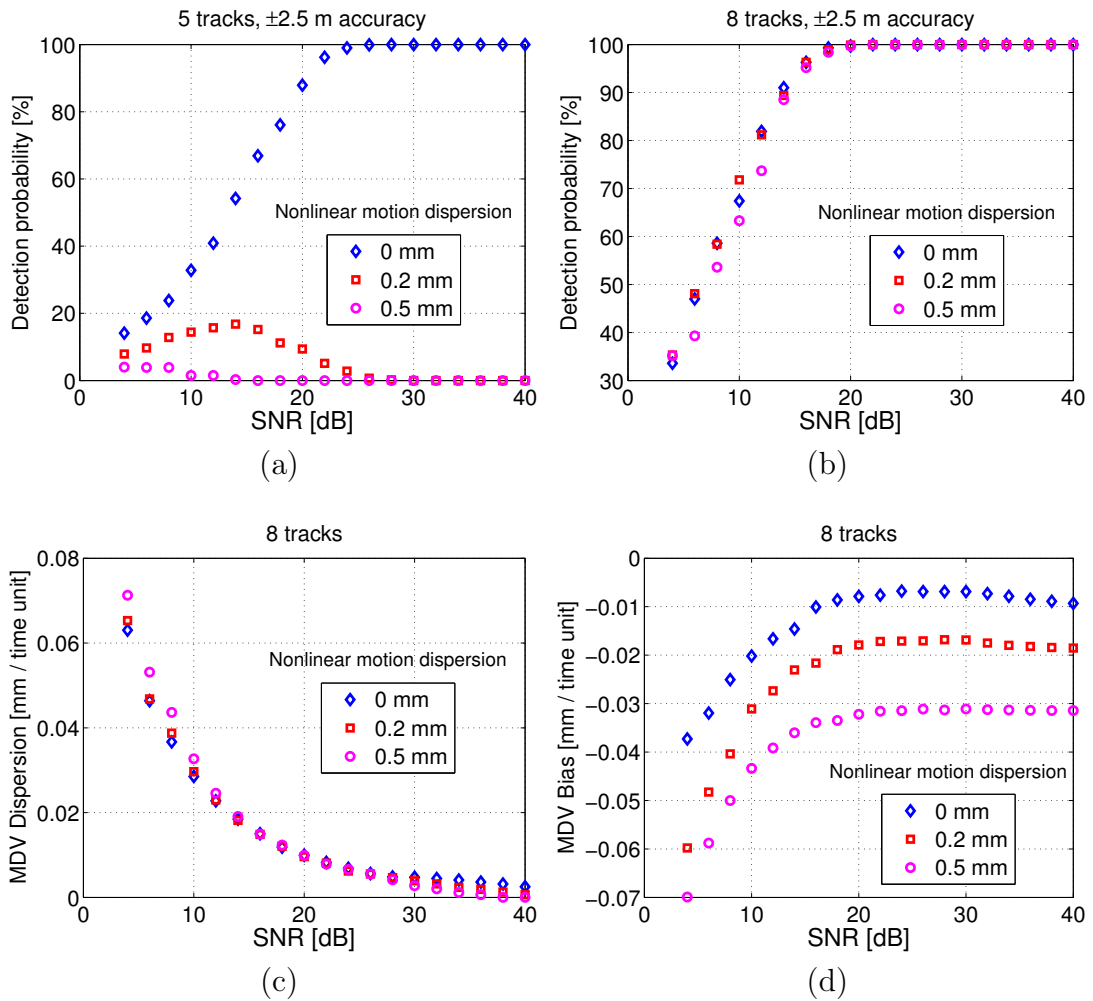 5 tracks, ±2.5 m accuracy
Detection probability [%]
100
80
60
40
20
0
Nonlinear motion dispersion
0 mm
0.2 mm
0.5 mm
0 10 20 30 40
SNR [dB]
(a)
8 tracks, ±2.5 m accuracy
Detection probability [%]
100
90
80
70
60
50
40
30
Nonlinear motion dispersion
0 mm
0.2 mm
0.5 mm
0 10 20 30 40
SNR [dB]
(b)
8 tracks
MDV Dispersion [mm / time unit]
0.08
0.06
0.04
0.02
0
Nonlinear motion dispersion
0 mm
0.2 mm
0.5 mm
0 10 20 30 40
SNR [dB]
(c)
8 tracks
MDV Bias [mm / time unit]
0
−0.01
−0.02
−0.03
−0.04
−0.05
−0.06
−0.07
Nonlinear motion dispersion
0 mm
0.2 mm
0.5 mm
0 10 20 30 40
SNR [dB]
(d)